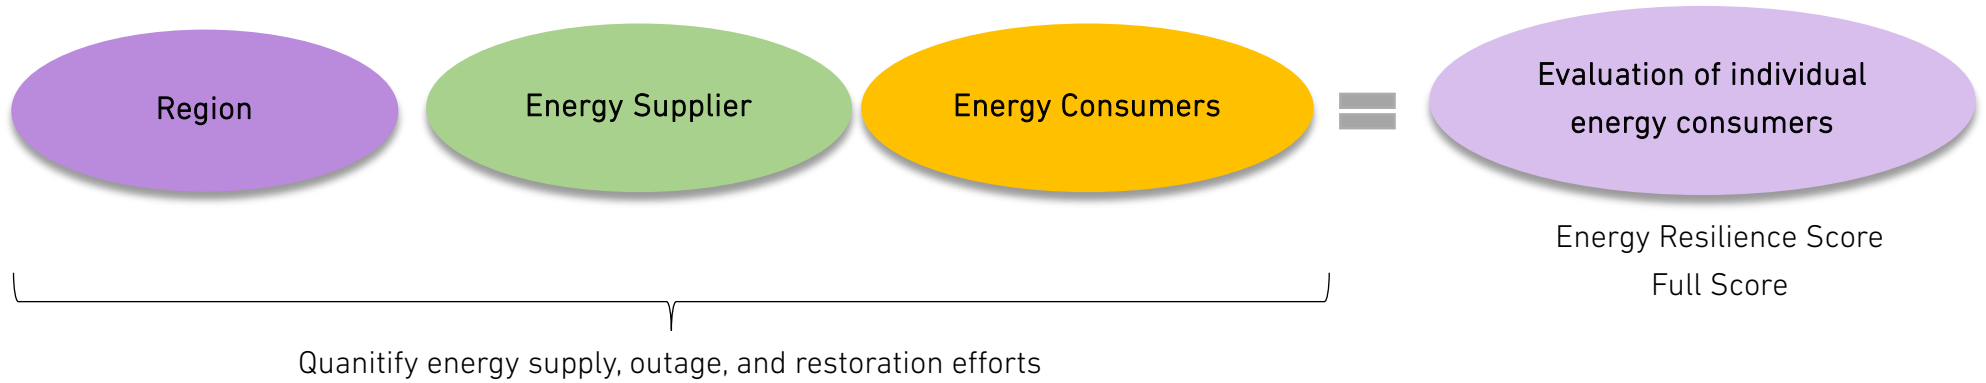 Region
Energy Supplier
Energy Consumers
Evaluation of individual
energy consumers
Energy Resilience Score
Full Score
Quanitify energy supply, outage, and restoration efforts